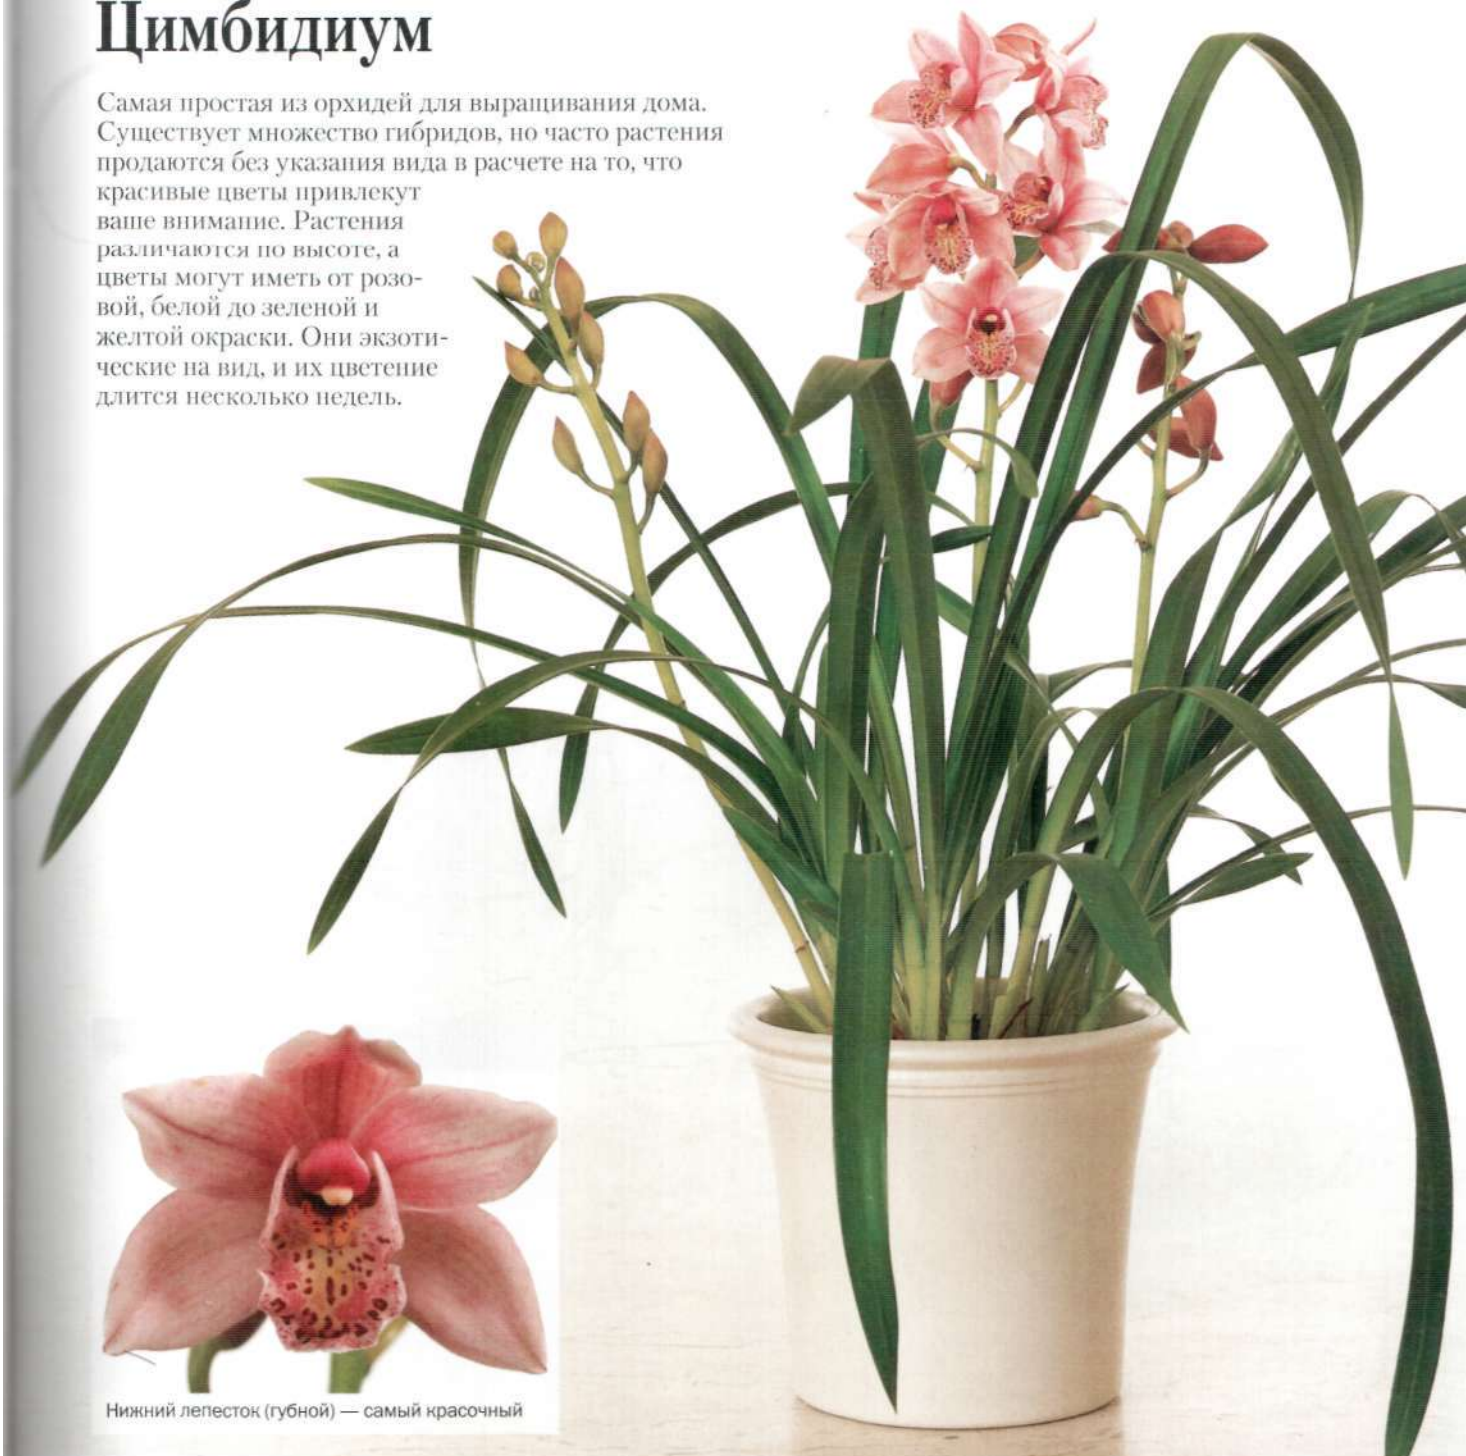 Цимбидиум
Самая простая из орхидей для выращивания дома.
Существует множество гибридов, но часто растения
продаются без указания вида в расчете на то, что
красивые цветы привлекут
ваше внимание. Растения
различаются по высоте, а
цветы могут иметь от розо-
вой, белой до зеленой и
желтой окраски. Они экзоти-
ческие на вид, и их цветение
длится несколько недель.
Нижний лепесток (губной) — самый красочный